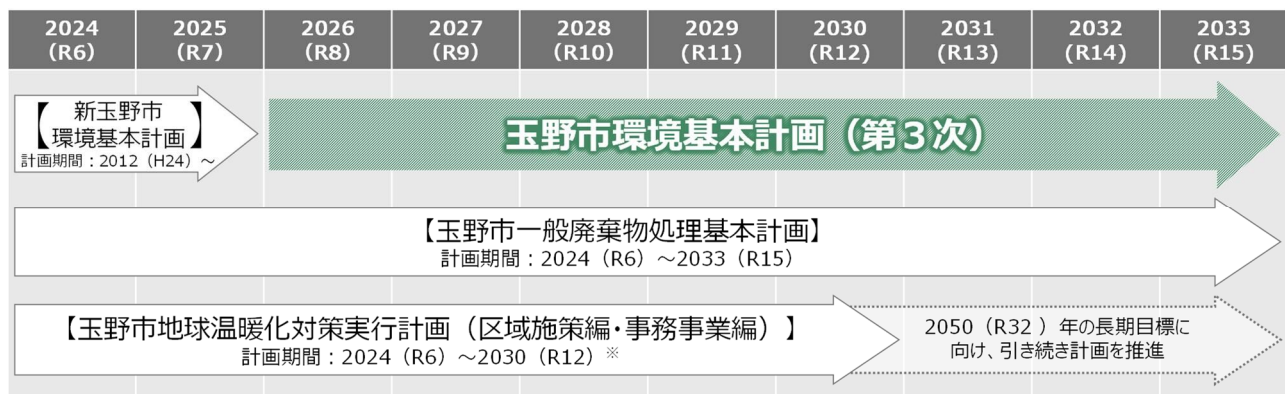 2024 2025 2026 2027 2028 2029 2030 2031 2032 2033
(R6) (R7) (R8) (R9) (R10) (R11) (R12) (R13) (R14) (R15)
【 新玉野市 】
環境基本計画
計画期間：2012（H24）～
玉野市環境基本計画（第３次）
【玉野市一般廃棄物処理基本計画】
計画期間：2024（R6）～2033（R15）
【玉野市地球温暖化対策実行計画（区域施策編・事務事業編）】
計画期間：2024（R6）～2030（R12）※
2050（R32 ）年の長期目標に
向け、引き続き計画を推進